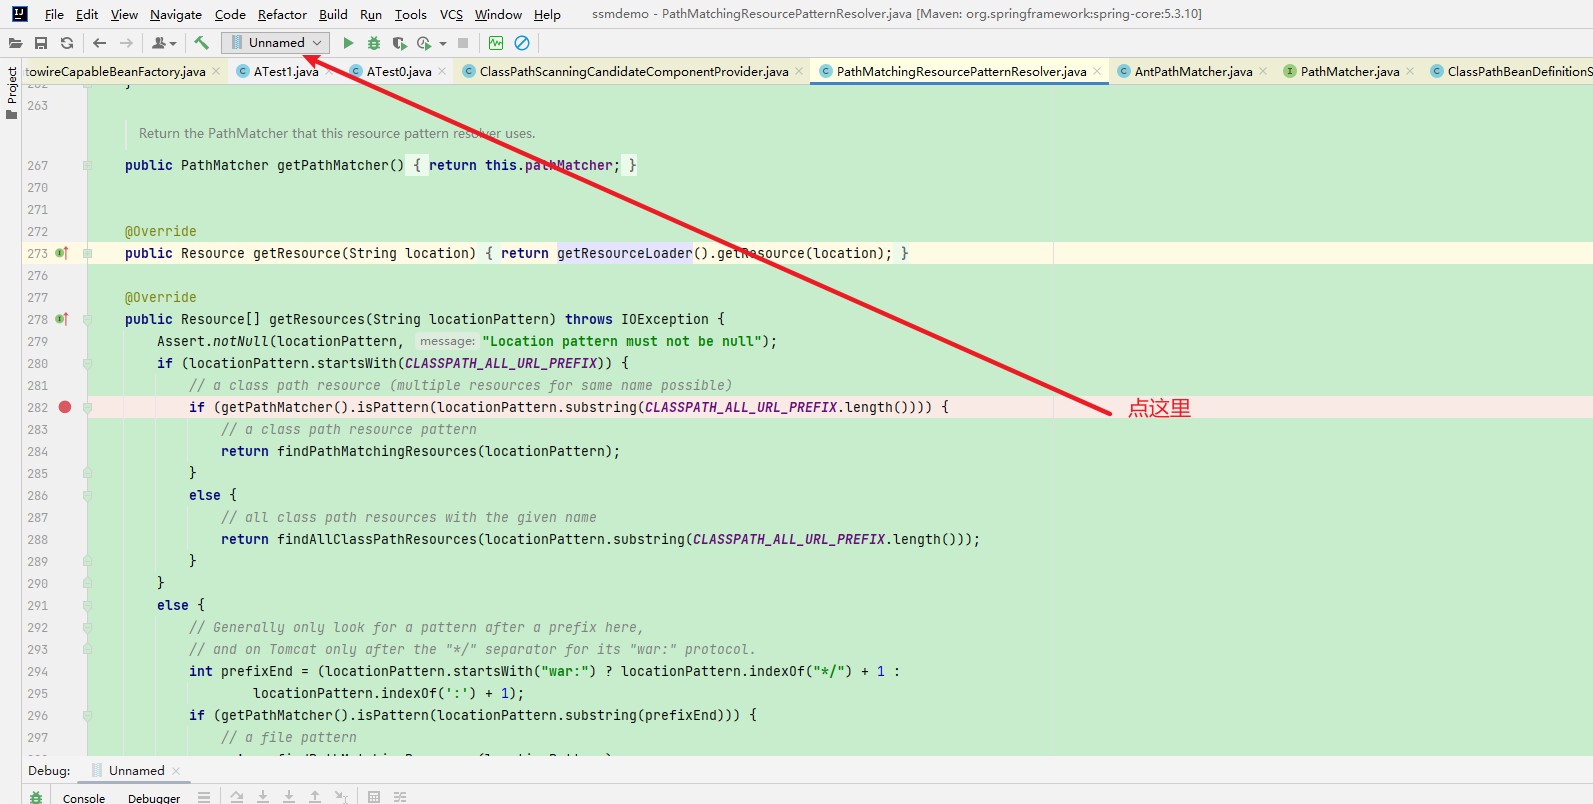 File Edit View Navigate Code Refactor Build Run Tools VCS Window Help ssmdemo - PathMatchingResourcePatternResolver.java [Maven: org.springframework:spring-core:5.3.10]
Unnamed
towireCapableBeanFactory.java ATest1.java ATest0.java ClassPathScanningCandidateComponentProvider.java PathMatchingResourcePatternResolver.java AntPathMatcher.java PathMatcher.java ClassPathBeanDefinitionS
Project
263
Return the PathMatcher that this resource pattern resolver uses.
267 public PathMatcher getPathMatcher() { return this.pathMatcher; }
270
271
272 @Override
273 public Resource getResource(String location) { return getResourceLoader().getResource(location); }
276
277 @Override
278 public Resource[] getResources(String locationPattern) throws IOException {
279 Assert.notNull(locationPattern, message: "Location pattern must not be null");
280 if (locationPattern.startsWith(CLASSPATH_ALL_URL_PREFIX)) {
281 // a class path resource (multiple resources for same name possible)
282 if (getPathMatcher().isPattern(locationPattern.substring(CLASSPATH_ALL_URL_PREFIX.length()))) {
点这里
283 // a class path resource pattern
284 return findPathMatchingResources(locationPattern);
285 }
286 else {
287 // all class path resources with the given name
288 return findAllClassPathResources(locationPattern.substring(CLASSPATH_ALL_URL_PREFIX.length()));
289 }
290 }
291 else {
292 // Generally only look for a pattern after a prefix here,
293 // and on Tomcat only after the "*/" separator for its "war:" protocol.
294 int prefixEnd = (locationPattern.startsWith("war:") ? locationPattern.indexOf("*/") + 1 :
295 locationPattern.indexOf(':') + 1);
296 if (getPathMatcher().isPattern(locationPattern.substring(prefixEnd))) {
297 // a file pattern
Debug: Unnamed
Console Debugger